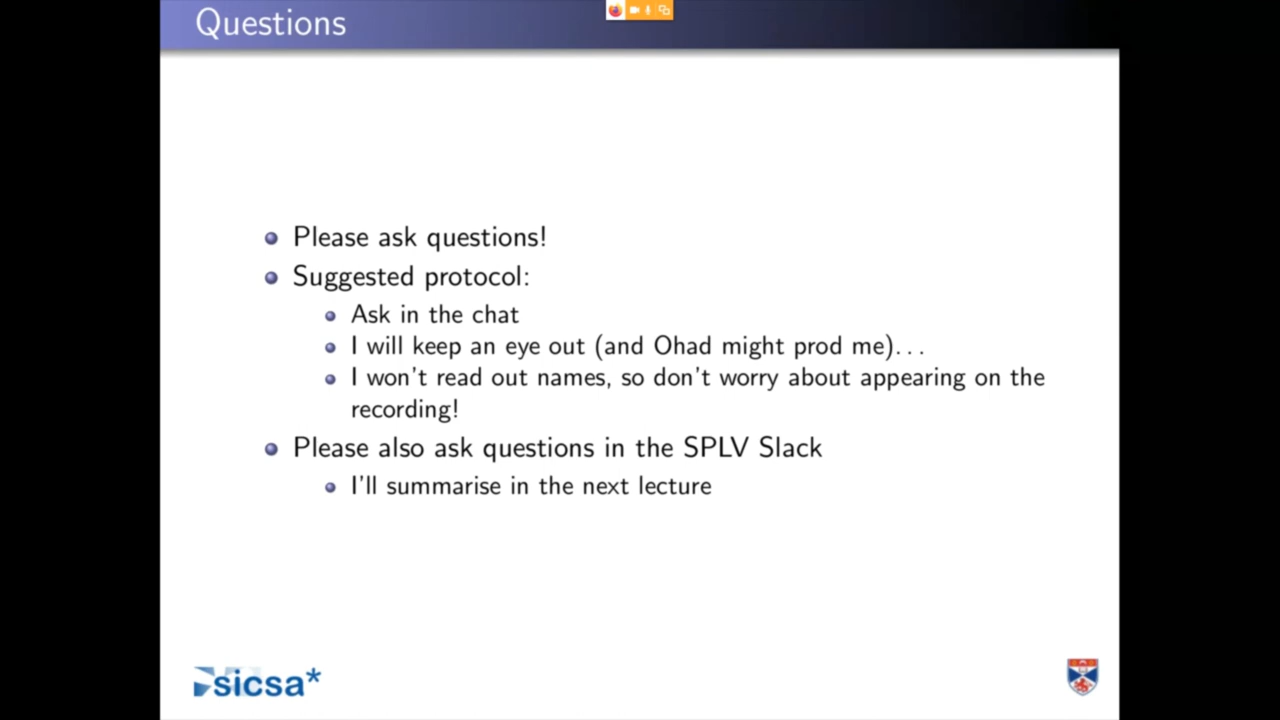 Questions
Please ask questions!
Suggested protocol:
Ask in the chat
I will keep an eye out (and Ohad might prod me)...
I won't read out names, so don't worry about appearing on the
recording!
Please also ask questions in the SPLV Slack
I'll summarise in the next lecture
sicsa*